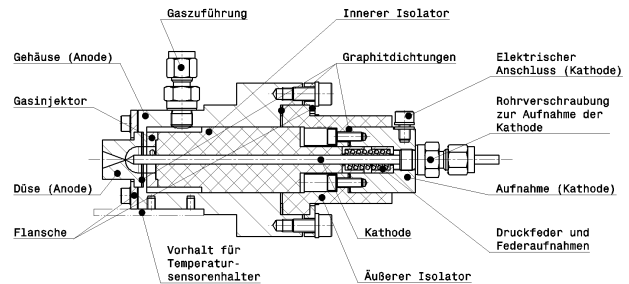 Gaszuführung
Innerer Isolator
Gehäuse (Anode)
Graphitdichtungen
Elektrischer
Anschluss (Kathode)
Gasinjektor
Rohrverschraubung
zur Aufnahme der
Kathode
Düse (Anode)
Aufnahme (Kathode)
Flansche
Kathode
Druckfeder und
Federaufnahmen
Vorhalt für
Temperatur-
sensorenhalter
Äußerer Isolator